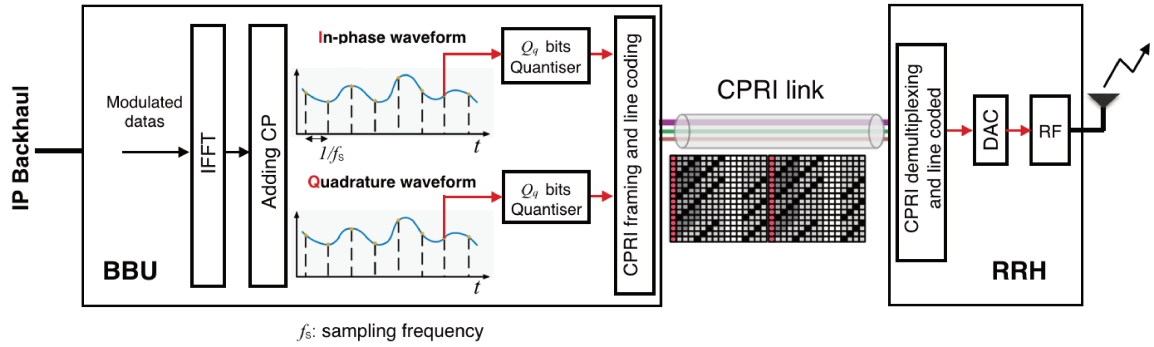 IP Backhaul
BBU
Modulated
datas
IFFT
Adding CP
In-phase waveform
1/fs
t
Quadrature waveform
t
Qq bits
Quantiser
Qq bits
Quantiser
CPRI framing and line coding
CPRI link
CPRI demultiplexing
and line coded
DAC
RF
RRH
fs: sampling frequency